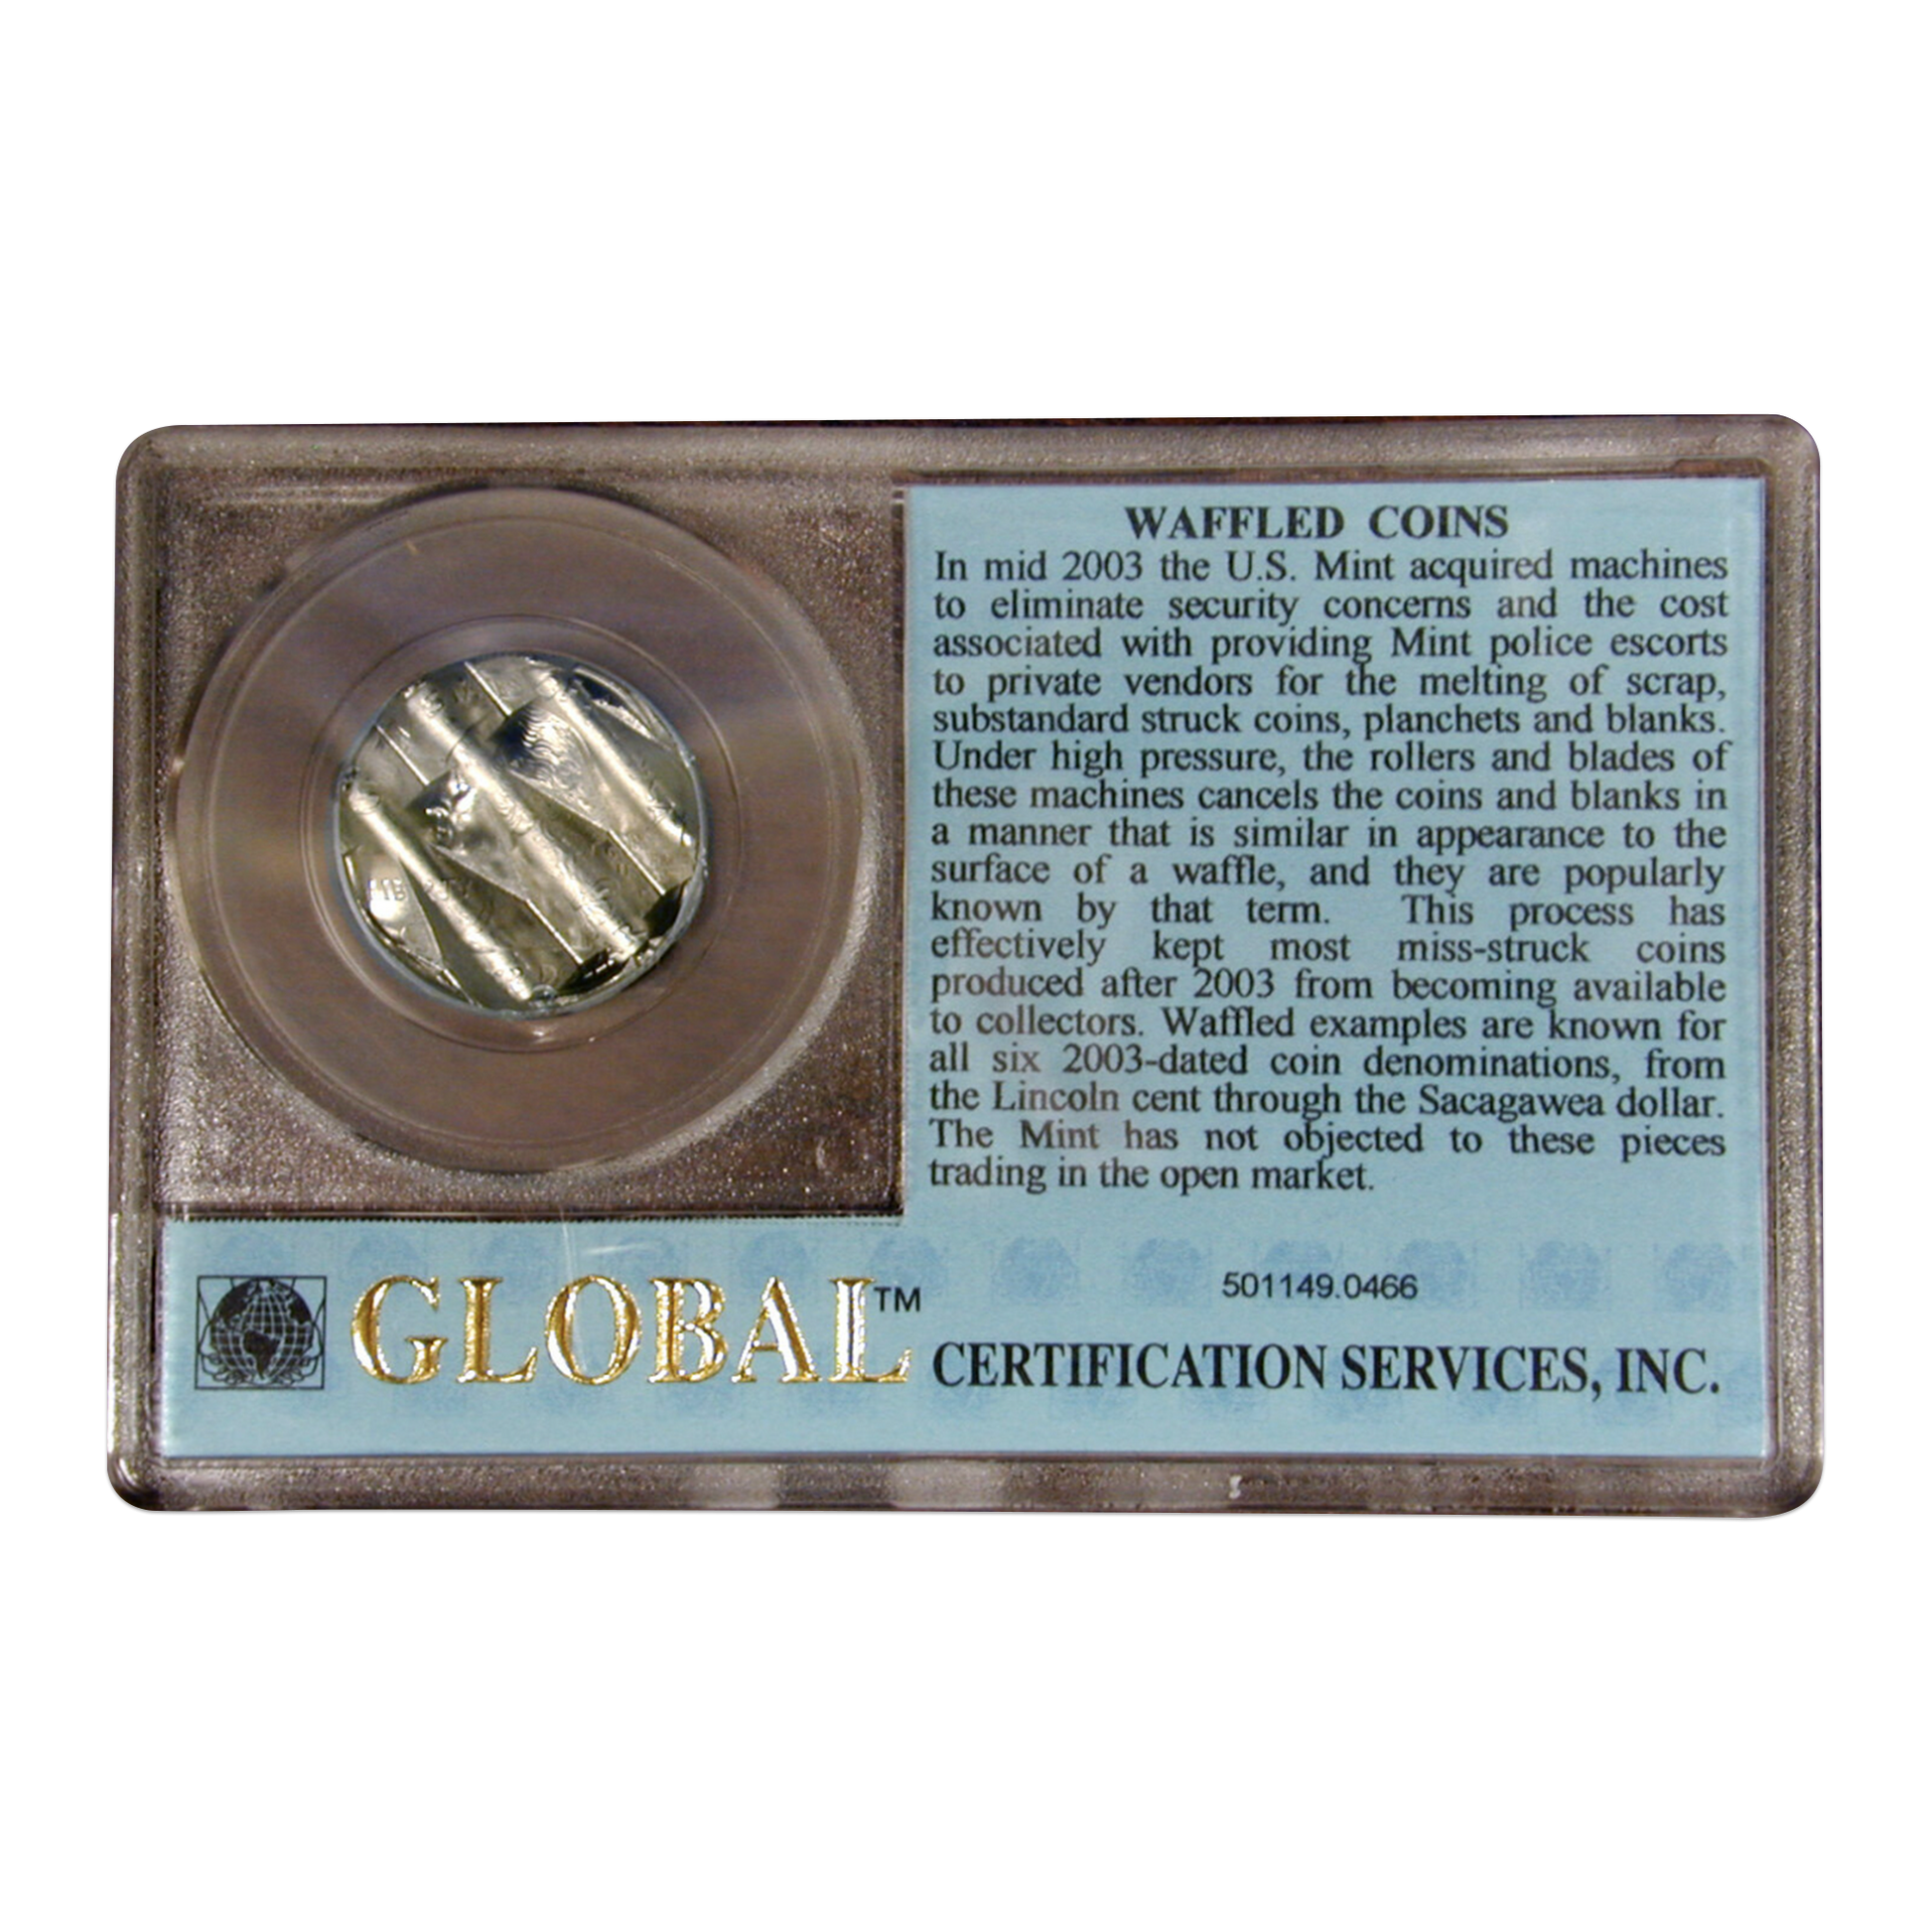 WAFFLED COINS
In mid 2003 the U.S. Mint acquired machines
to eliminate security concerns and the cost
associated with providing Mint police escorts
to private vendors for the melting of scrap,
substandard struck coins, planchets and blanks.
Under high pressure, the rollers and blades of
these machines cancels the coins and blanks in
a manner that is similar in appearance to the
surface of a waffle, and they are popularly
known by that term. This process has
effectively kept most miss-struck coins
produced after 2003 from becoming available
to collectors. Waffled examples are known for
all six 2003-dated coin denominations, from
the Lincoln cent through the Sacagawea dollar.
The Mint has not objected to these pieces
trading in the open market.
501149.0466
GLOBAL™ CERTIFICATION SERVICES, INC.